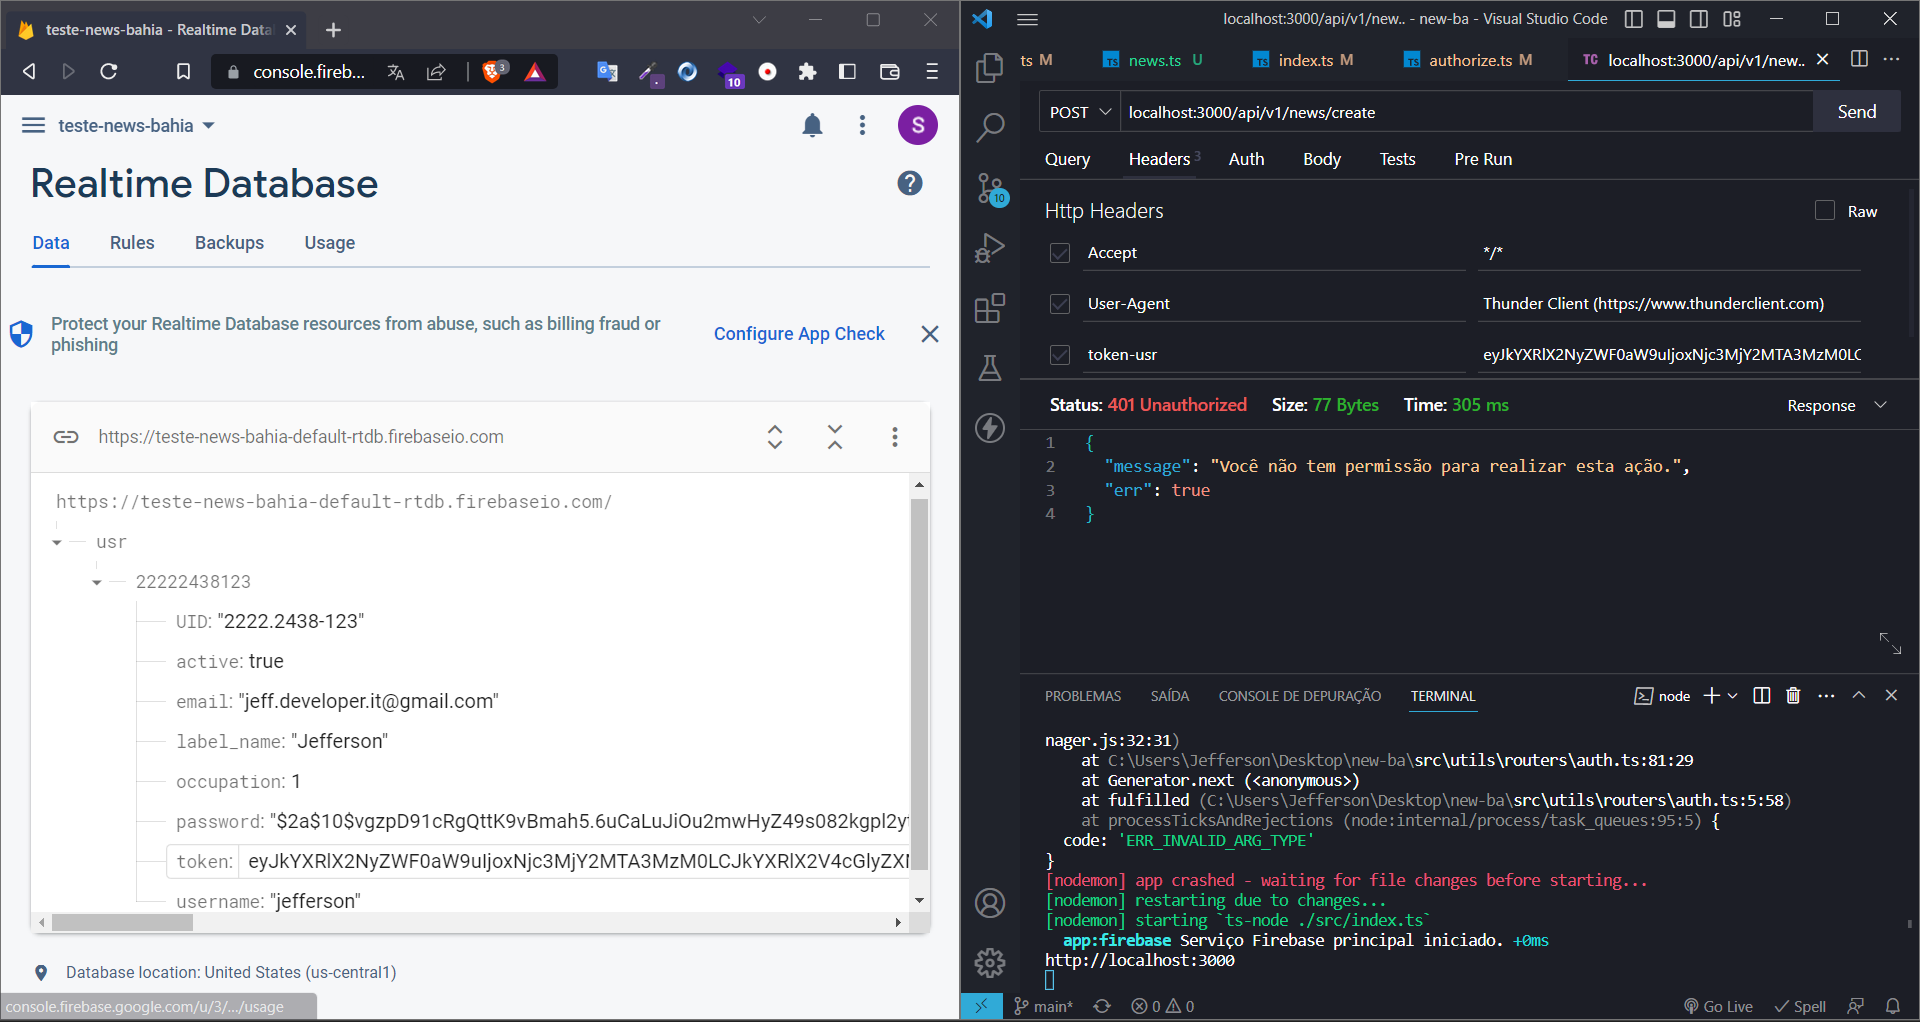 teste-news-bahia - Realtime Data
console.fireb...
3
10
teste-news-bahia
S
Realtime Database
Data Rules Backups Usage
Protect your Realtime Database resources from abuse, such as billing fraud or
phishing
Configure App Check
https://teste-news-bahia-default-rtdb.firebaseio.com
https://teste-news-bahia-default-rtdb.firebaseio.com/
usr
22222438123
UID: "2222.2438-123"
active: true
email: "jeff.developer.it@gmail.com"
label_name: "Jefferson"
occupation: 1
password: "$2a$10$vgzpD91cRgQttK9vBmah5.6uCaLuJiOu2mwHyZ49s082kgpl2y
token: eyJkYXRlX2NyZWF0aW9uIjoxNjc3MjY2MTA3MzM0LCJkYXRlX2V4cGlyZX
username: "jefferson"
Database location: United States (us-central1)
console.firebase.google.com/u/3/.../usage
localhost:3000/api/v1/new.. - new-ba - Visual Studio Code
ts M
TS news.ts U
TS index.ts M
TS authorize.ts M
TC localhost:3000/api/v1/new..
POST localhost:3000/api/v1/news/create Send
Query Headers 3 Auth Body Tests Pre Run
Http Headers Raw
Accept */*
User-Agent Thunder Client (https://www.thunderclient.com)
token-usr eyJkYXRlX2NyZWF0aW9uIjoxNjc3MjY2MTA3MzM0LC
Status: 401 Unauthorized Size: 77 Bytes Time: 305 ms Response
1 {
2 "message": "Você não tem permissão para realizar esta ação.",
3 "err": true
4 }
10
PROBLEMAS SAÍDA CONSOLE DE DEPURAÇÃO TERMINAL node
nager.js:32:31)
at C:\Users\Jefferson\Desktop\new-ba\src\utils\routers\auth.ts:81:29
at Generator.next (<anonymous>)
at fulfilled (C:\Users\Jefferson\Desktop\new-ba\src\utils\routers\auth.ts:5:58)
at processTicksAndRejections (node:internal/process/task_queues:95:5) {
code: 'ERR_INVALID_ARG_TYPE'
}
[nodemon] app crashed - waiting for file changes before starting...
[nodemon] restarting due to changes...
[nodemon] starting `ts-node ./src/index.ts`
app:firebase Serviço Firebase principal iniciado. +0ms
http://localhost:3000
main* 0 0 Go Live Spell